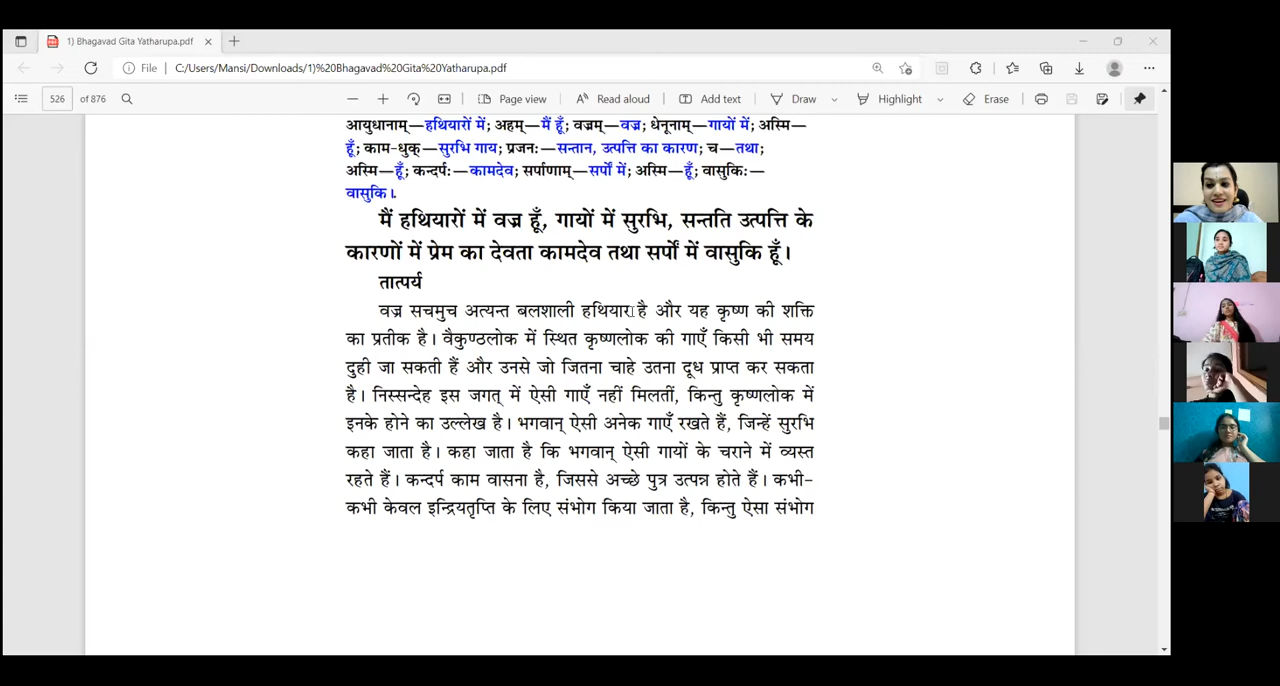 1) Bhagavad Gita Yatharupa.pdf
File C:/Users/Mansi/Downloads/1)%20Bhagavad%20Gita%20Yatharupa.pdf
526 of 876 Page view Read aloud Add text Draw Highlight Erase
आयुधानाम्—हथियारों में; अहम्—मैं हूँ; वज्रम्—वज्र; धेनूनाम्—गायों में; अस्मि—
हूँ; काम-धुक्—सुरभि गाय; प्रजनः—सन्तान, उत्पत्ति का कारण; च—तथा;
अस्मि—हूँ; कन्दर्पः—कामदेव; सर्पाणाम्—सर्पों में; अस्मि—हूँ; वासुकिः—
वासुकि।.
मैं हथियारों में वज्र हूँ, गायों में सुरभि, सन्तति उत्पत्ति के
कारणों में प्रेम का देवता कामदेव तथा सर्पों में वासुकि हूँ।
तात्पर्य
वज्र सचमुच अत्यन्त बलशाली हथियार है और यह कृष्ण की शक्ति
का प्रतीक है। वैकुण्ठलोक में स्थित कृष्णलोक की गाएँ किसी भी समय
दुही जा सकती हैं और उनसे जो जितना चाहे उतना दूध प्राप्त कर सकता
है। निस्सन्देह इस जगत् में ऐसी गाएँ नहीं मिलतीं, किन्तु कृष्णलोक में
इनके होने का उल्लेख है। भगवान् ऐसी अनेक गाएँ रखते हैं, जिन्हें सुरभि
कहा जाता है। कहा जाता है कि भगवान् ऐसी गायों के चराने में व्यस्त
रहते हैं। कन्दर्प काम वासना है, जिससे अच्छे पुत्र उत्पन्न होते हैं। कभी-
कभी केवल इन्द्रियतृप्ति के लिए संभोग किया जाता है, किन्तु ऐसा संभोग